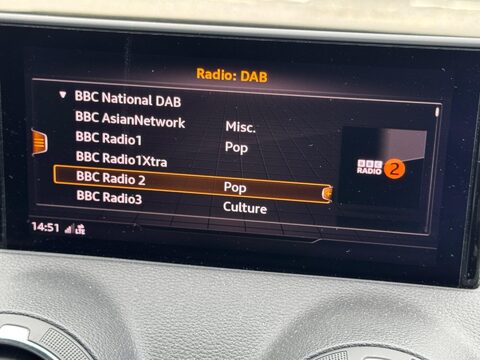 Radio: DAB
BBC National DAB
BBC AsianNetwork Misc.
BBC Radio1 Pop
BBC Radio1Xtra
BBC Radio 2 Pop
BBC Radio3 Culture
BBC
RADIO 2
14:51 LTE